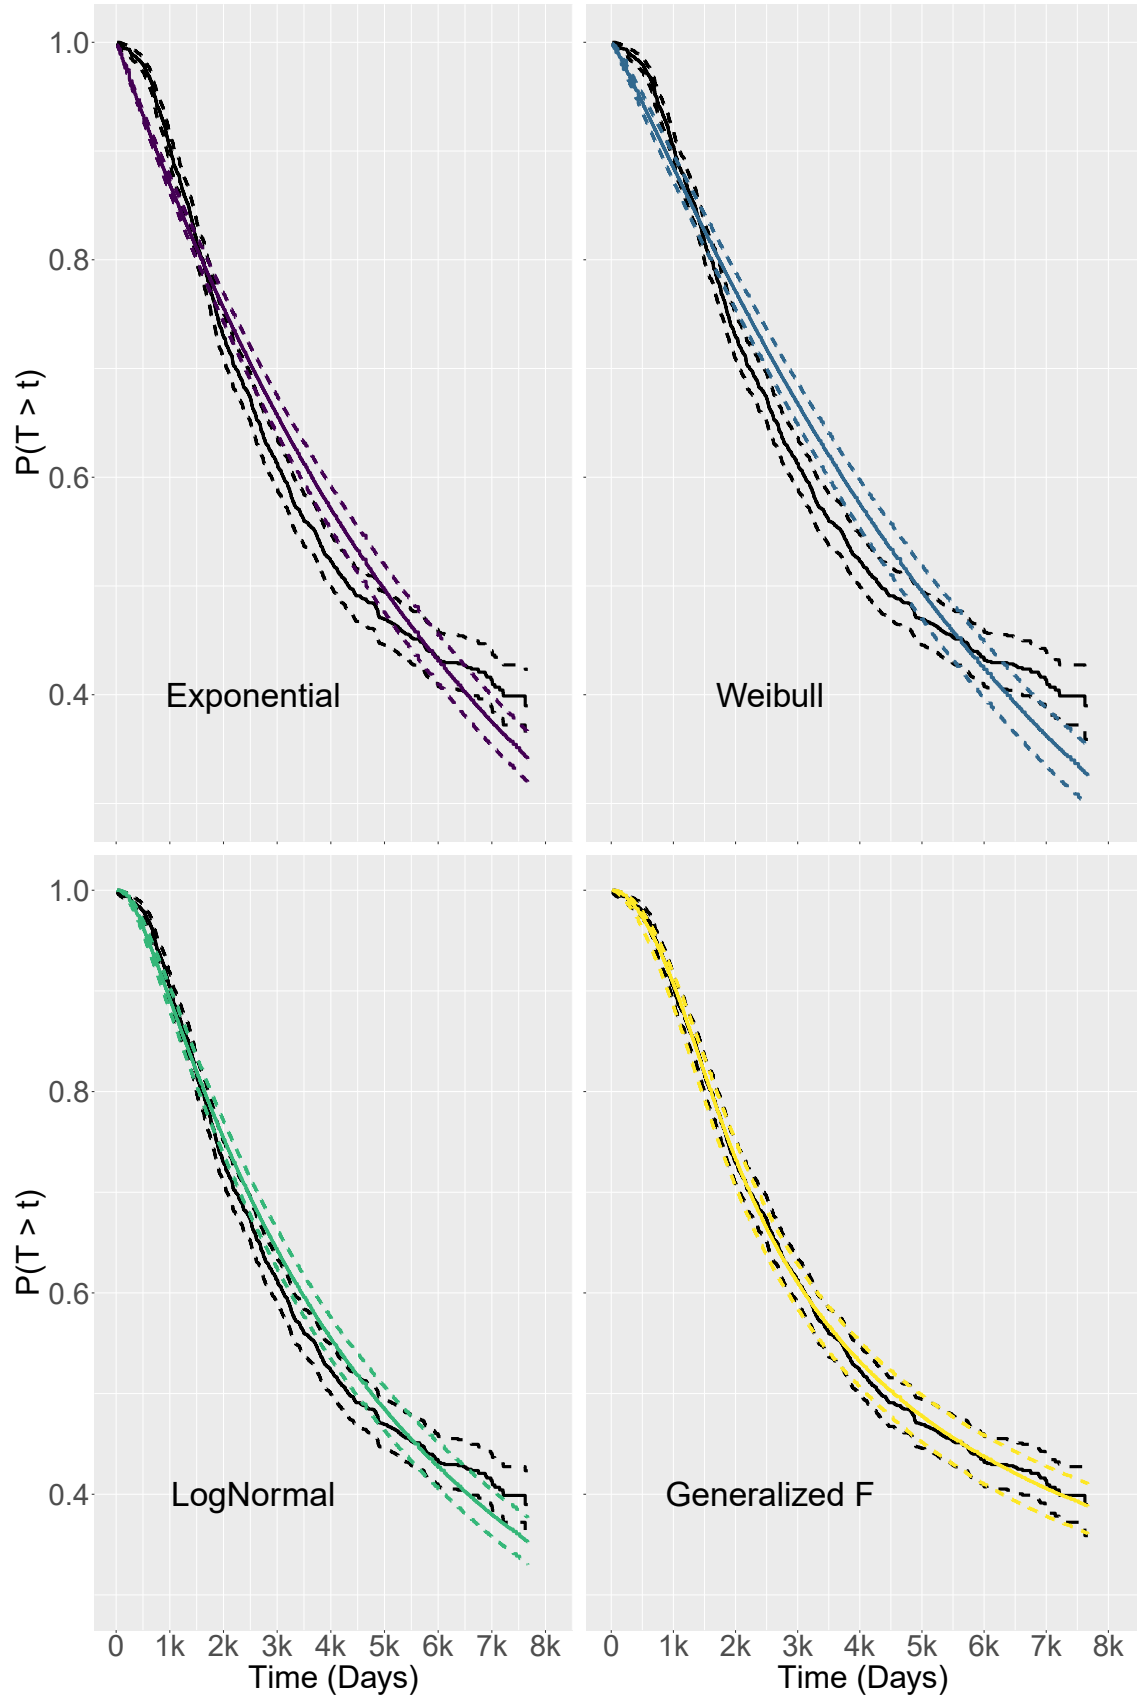 1.0
0.8
P(T > t)
0.6
0.4
Exponential
Weibull
1.0
0.8
P(T > t)
0.6
0.4
LogNormal
Generalized F
0 1k 2k 3k 4k 5k 6k 7k 8k
0 1k 2k 3k 4k 5k 6k 7k 8k
Time (Days)
Time (Days)